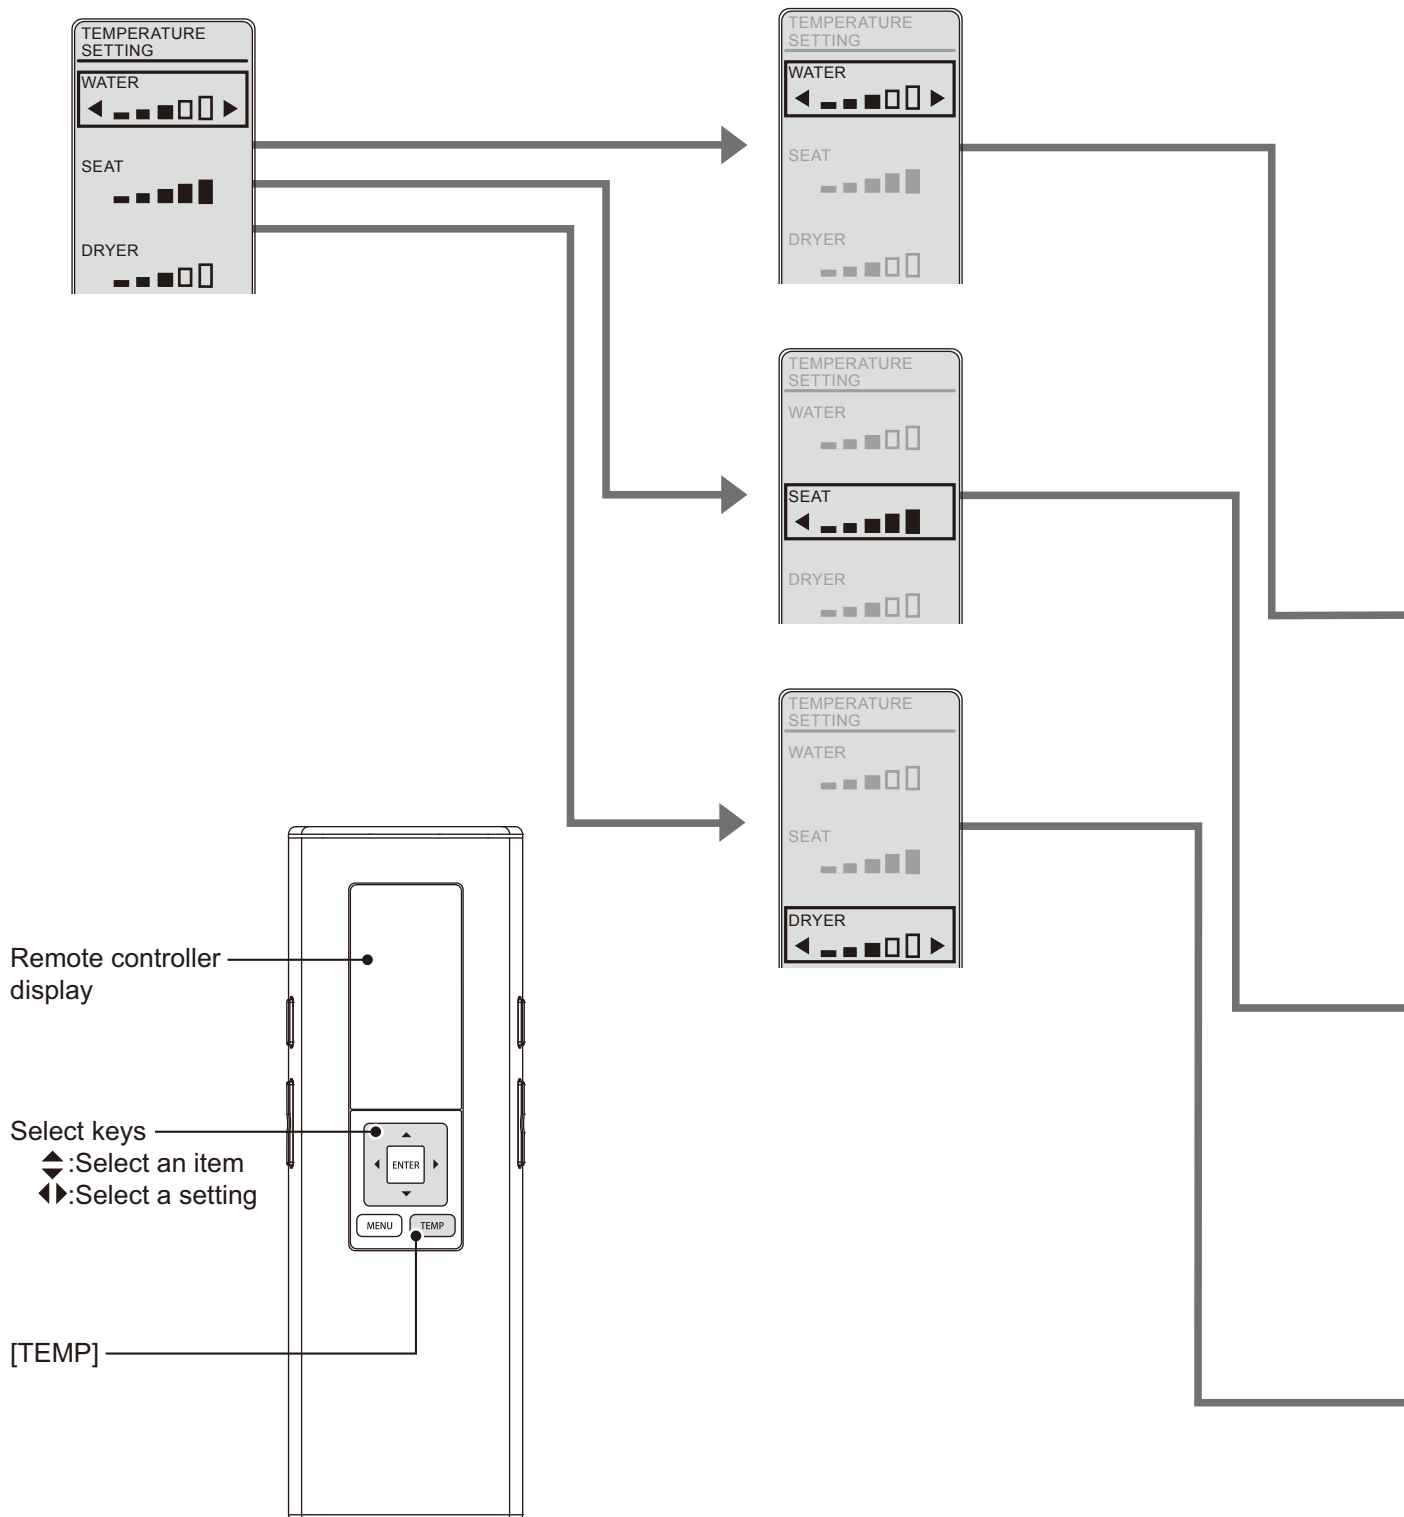 TEMPERATURE
SETTING
WATER
SEAT
DRYER
TEMPERATURE
SETTING
WATER
SEAT
DRYER
TEMPERATURE
SETTING
WATER
SEAT
DRYER
TEMPERATURE
SETTING
WATER
SEAT
DRYER
Remote controller
display
Select keys
:Select an item
:Select a setting
ENTER
MENU TEMP
[TEMP]